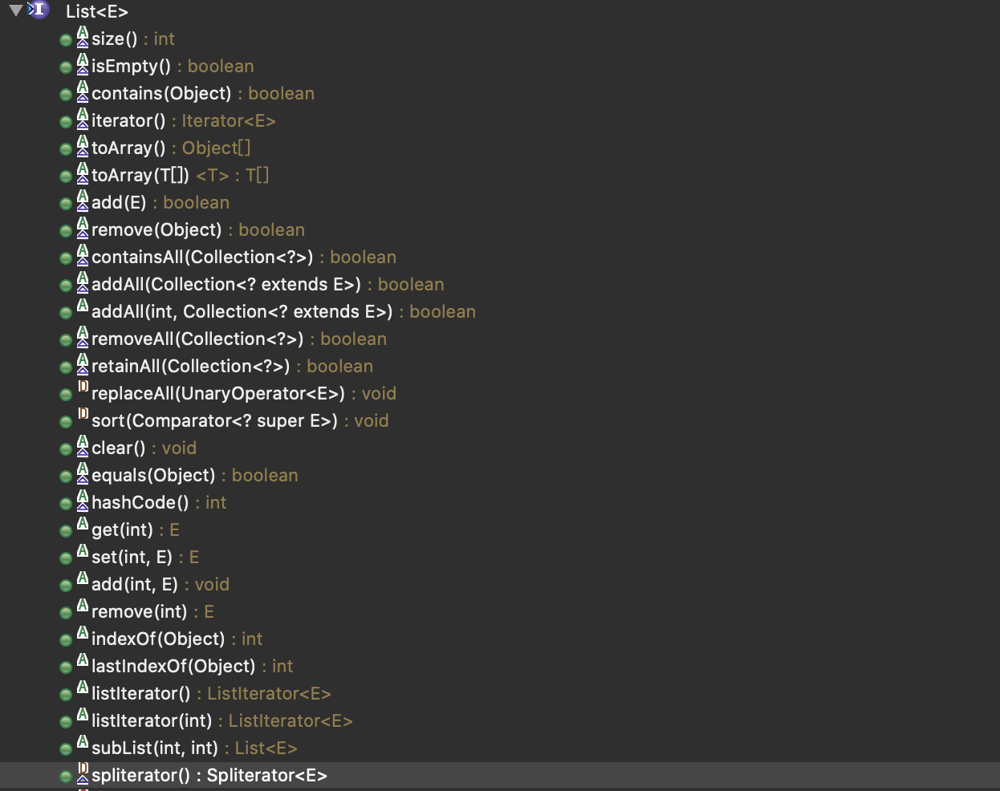 List<E>
size() : int
isEmpty() : boolean
contains(Object) : boolean
iterator() : Iterator<E>
toArray() : Object[]
toArray(T[]) <T> : T[]
add(E) : boolean
remove(Object) : boolean
containsAll(Collection<?>) : boolean
addAll(Collection<? extends E>) : boolean
addAll(int, Collection<? extends E>) : boolean
removeAll(Collection<?>) : boolean
retainAll(Collection<?>) : boolean
replaceAll(UnaryOperator<E>) : void
sort(Comparator<? super E>) : void
clear() : void
equals(Object) : boolean
hashCode() : int
get(int) : E
set(int, E) : E
add(int, E) : void
remove(int) : E
indexOf(Object) : int
lastIndexOf(Object) : int
listIterator() : ListIterator<E>
listIterator(int) : ListIterator<E>
subList(int, int) : List<E>
spliterator() : Spliterator<E>